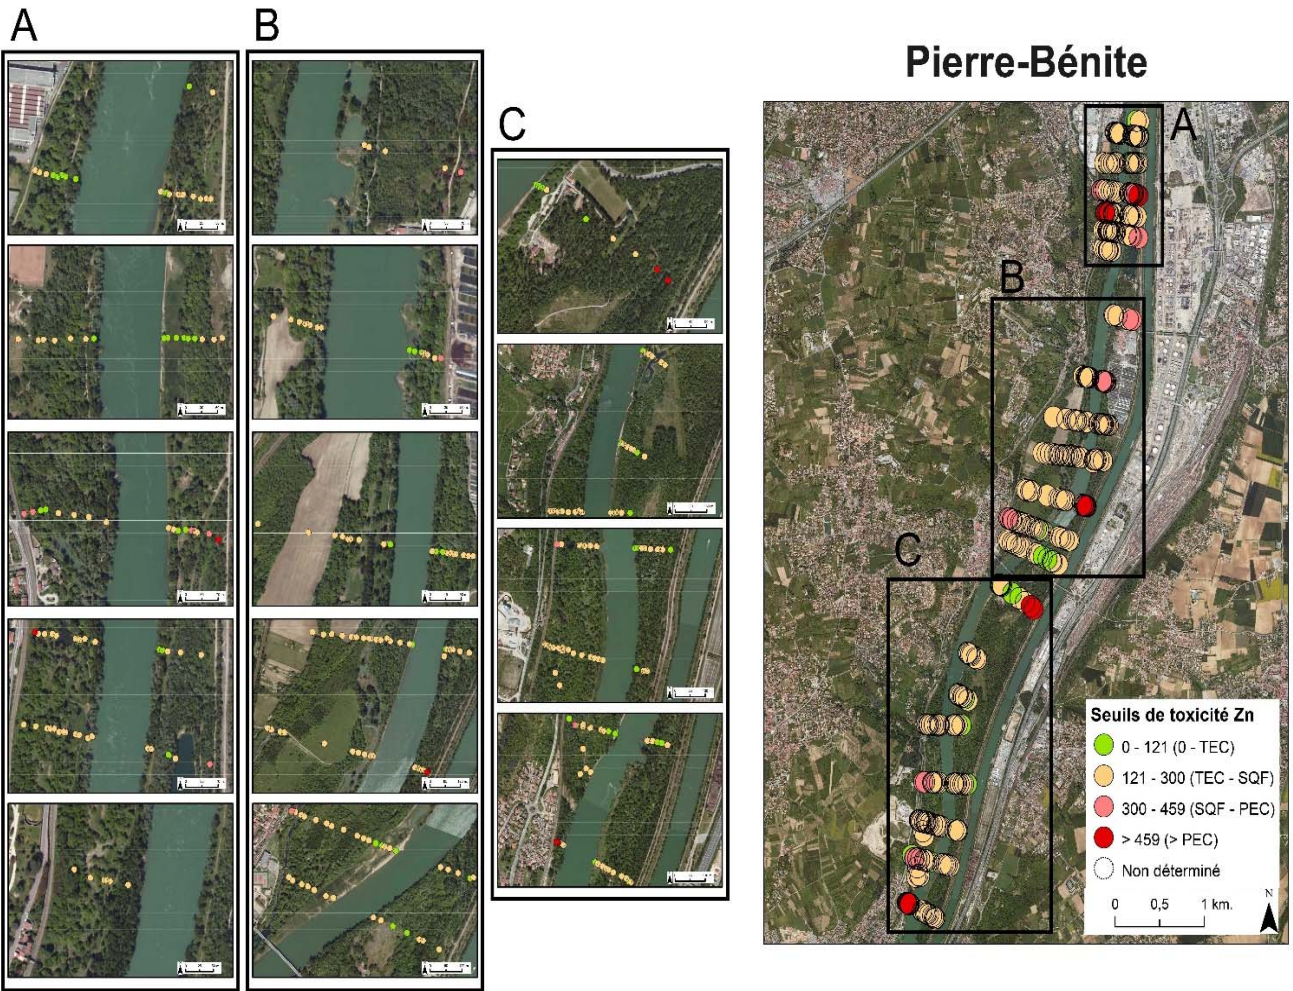 A
B
C
Pierre-Bénite
A
B
C
Seuils de toxicité Zn
0 - 121 (0 - TEC)
121 - 300 (TEC - SQF)
300 - 459 (SQF - PEC)
> 459 (> PEC)
Non déterminé
N
0 0,5 1 km.